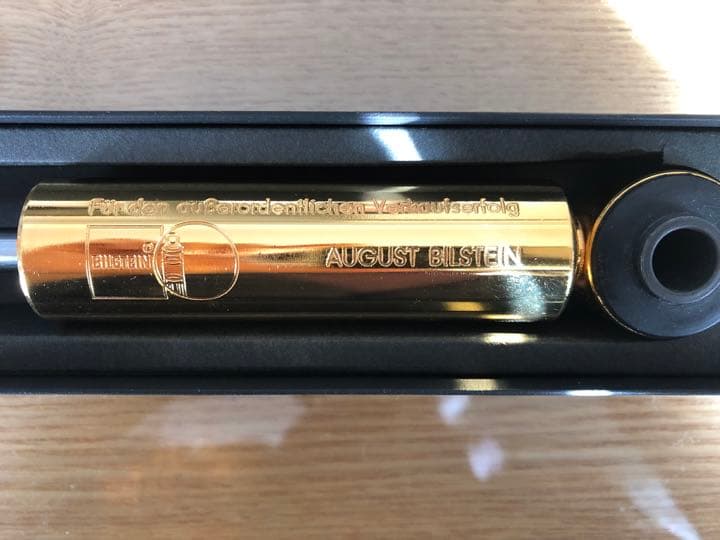 Für den außerordentlichen Verkaufserfolg
BILSTEIN
AUGUST BILSTEIN